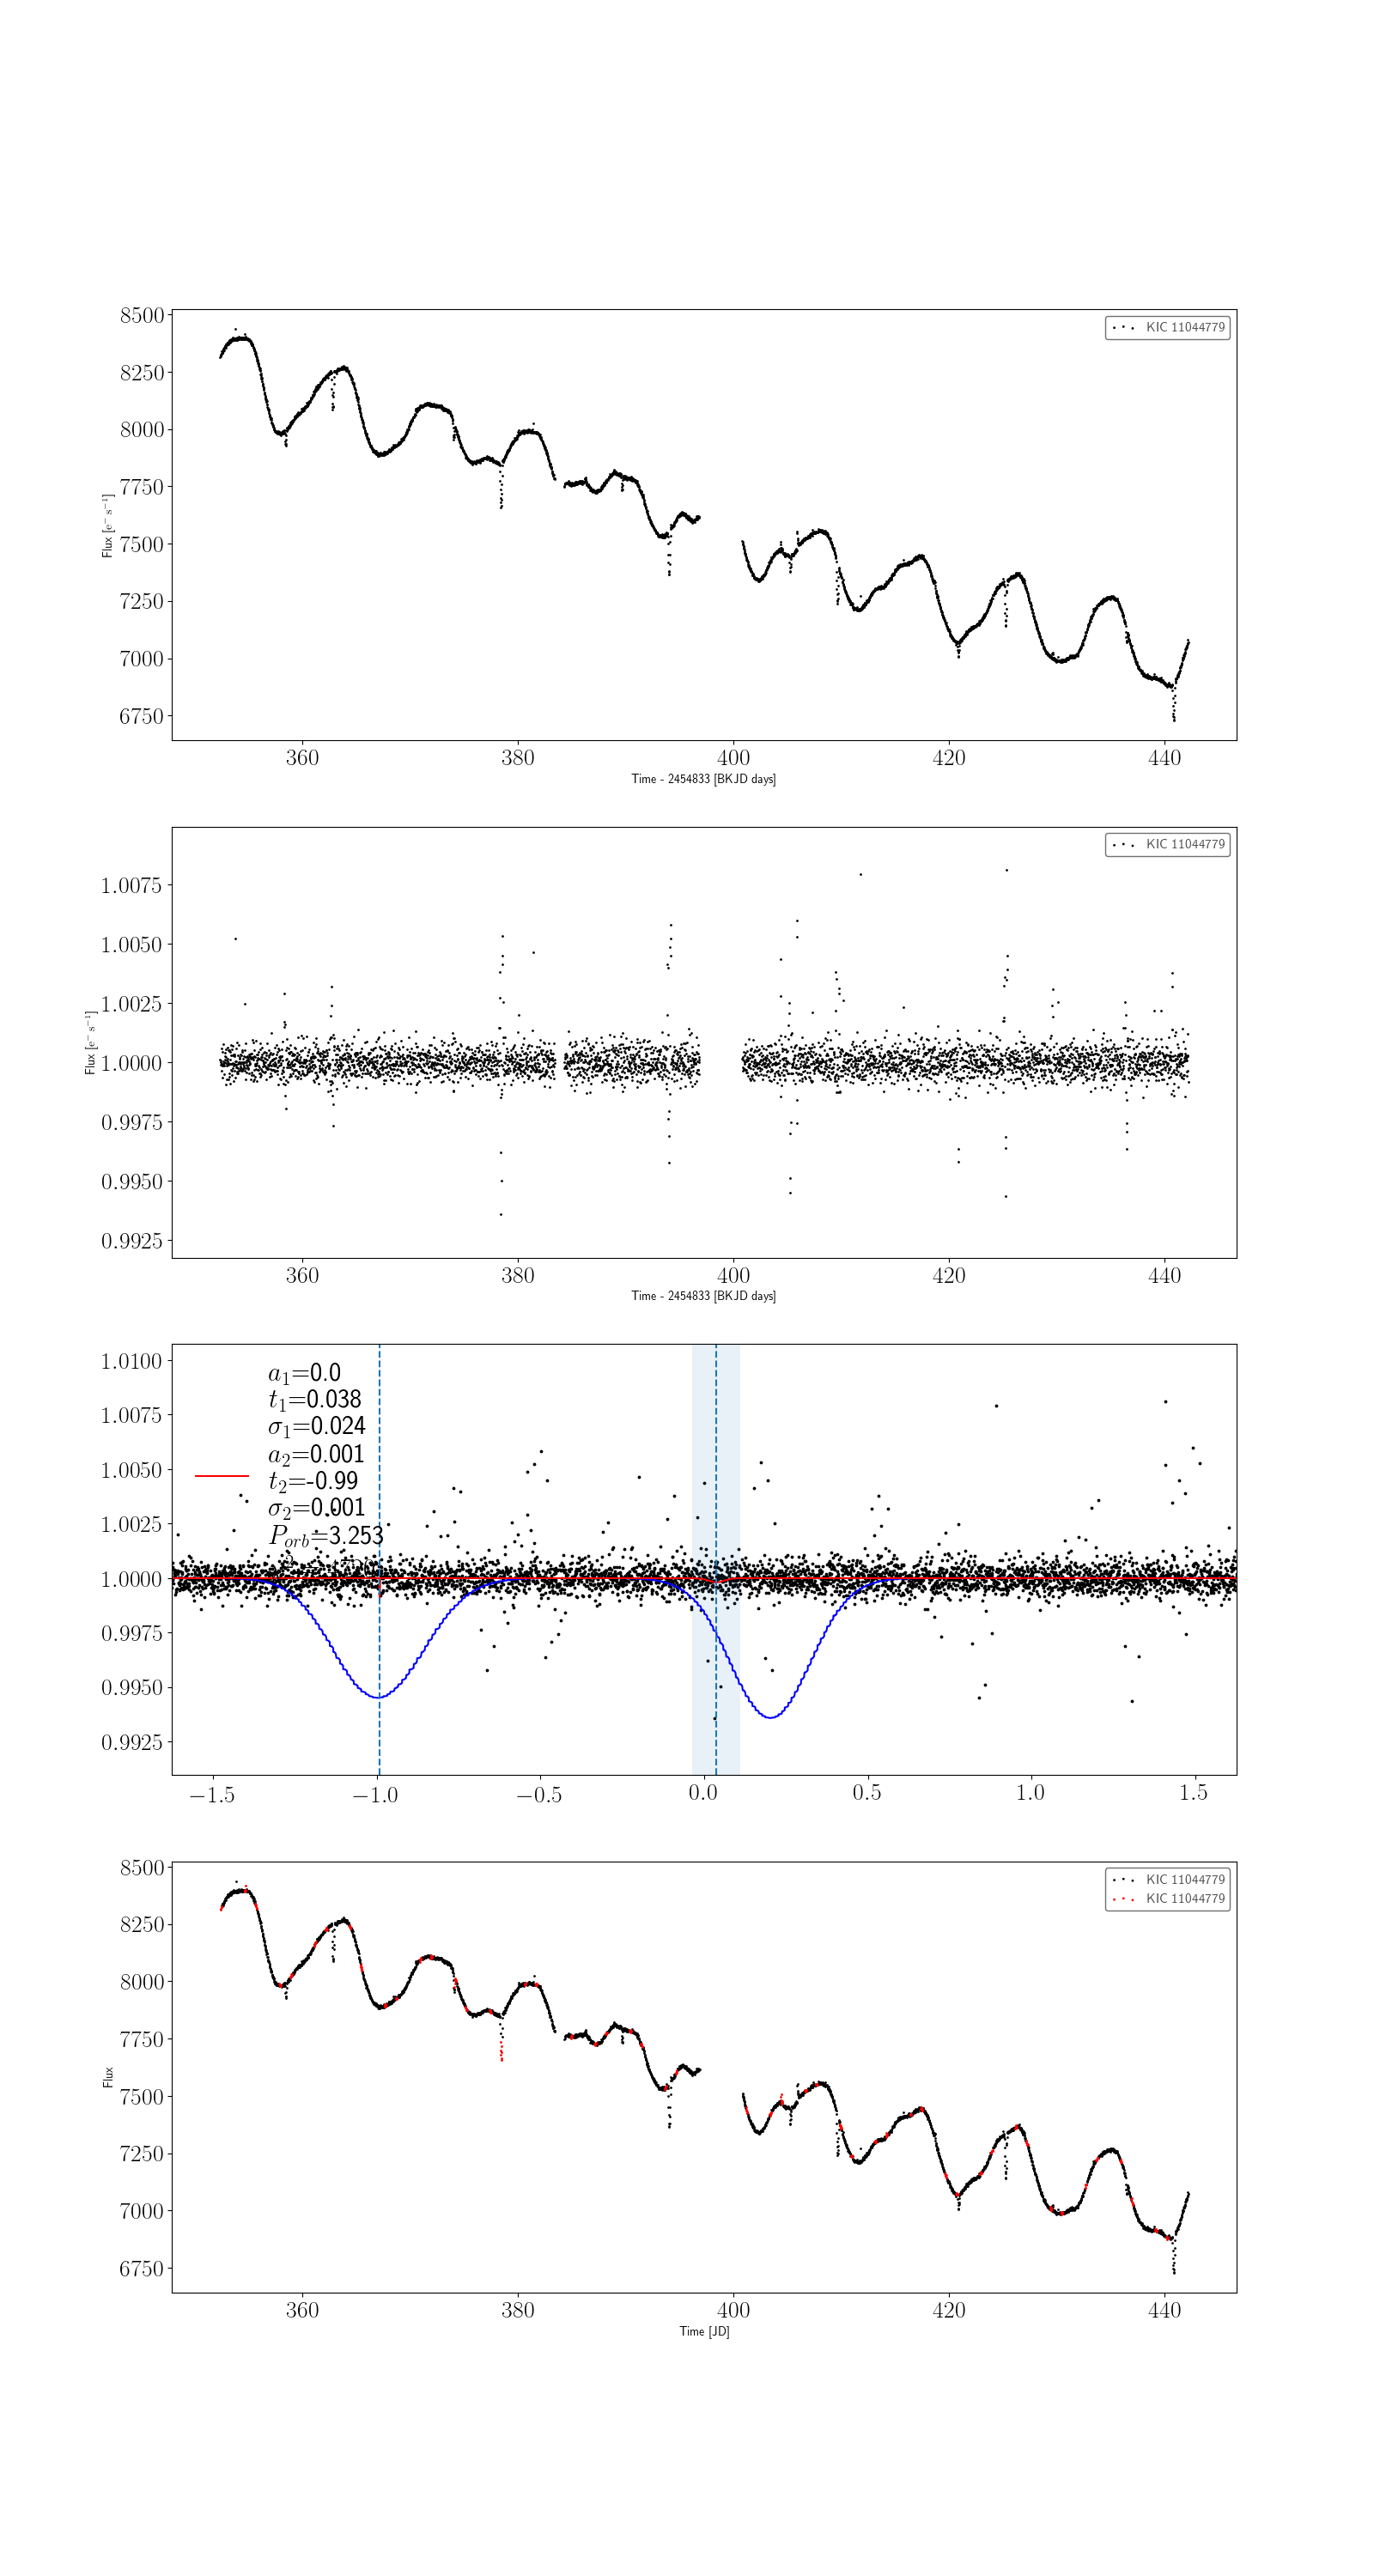 KIC 11044779
8500
8250
8000
7750
7500
7250
7000
6750
Flux [e⁻ s⁻¹]
360 380 400 420 440
Time - 2454833 [BKJD days]
KIC 11044779
1.0075
1.0050
1.0025
1.0000
0.9975
0.9950
0.9925
Flux [e⁻ s⁻¹]
360 380 400 420 440
Time - 2454833 [BKJD days]
1.0100
1.0075
1.0050
1.0025
1.0000
0.9975
0.9950
0.9925
a₁=0.0
t₁=0.038
σ₁=0.024
a₂=0.001
t₂=-0.99
σ₂=0.001
P_orb=3.253
−1.5 −1.0 −0.5 0.0 0.5 1.0 1.5
KIC 11044779
KIC 11044779
8500
8250
8000
7750
7500
7250
7000
6750
Flux
360 380 400 420 440
Time [JD]